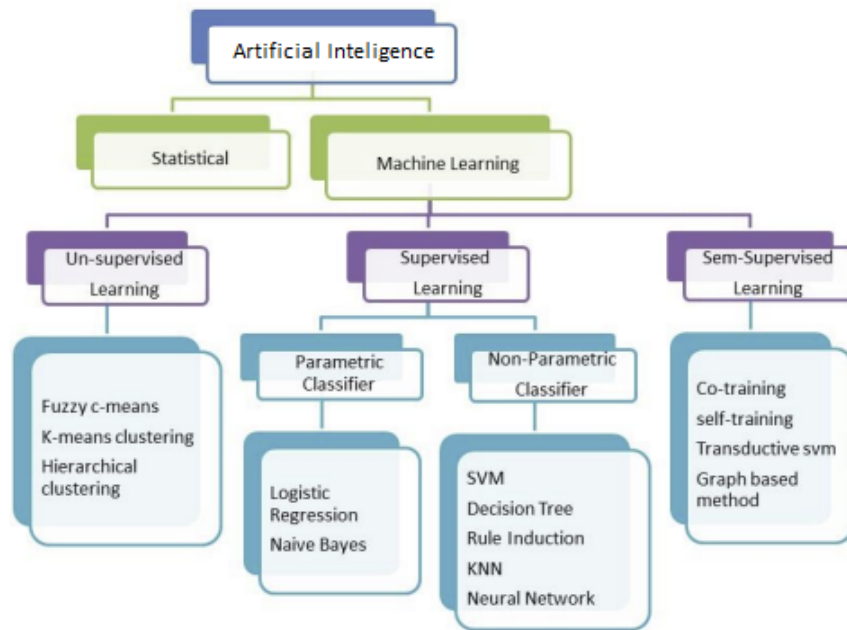 Artificial Inteligence
Statistical
Machine Learning
Un-supervised
Learning
Supervised
Learning
Sem-Supervised
Learning
Parametric
Classifier
Non-Parametric
Classifier
Fuzzy c-means
K-means clustering
Hierarchical
clustering
Logistic
Regression
Naive Bayes
SVM
Decision Tree
Rule Induction
KNN
Neural Network
Co-training
self-training
Transductive svm
Graph based
method